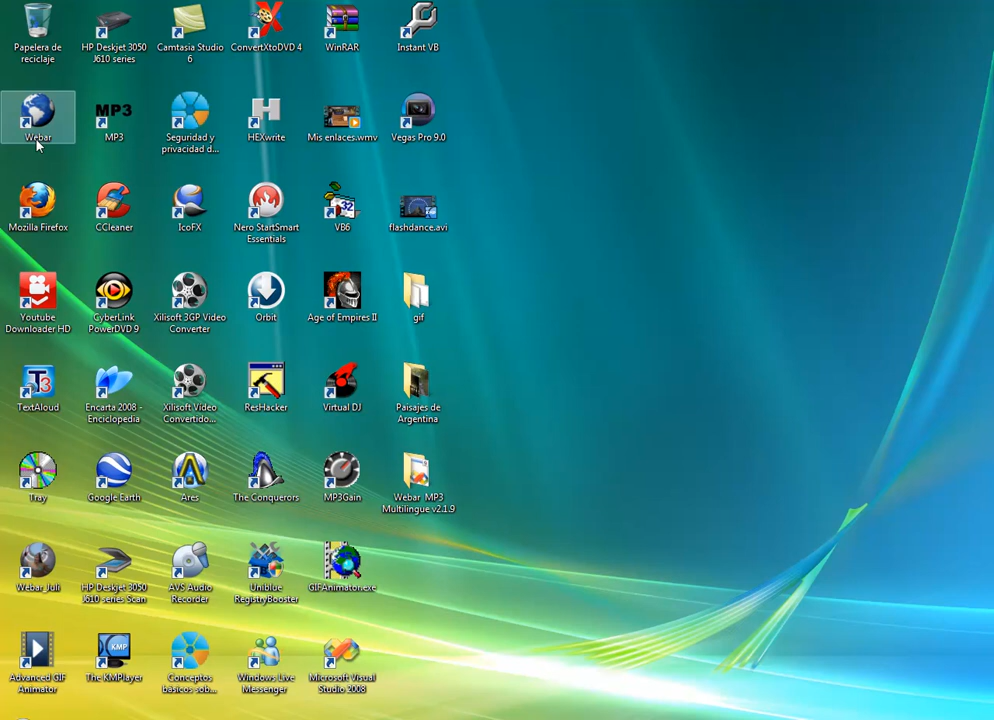 Papelera de
reciclaje
HP Deskjet 3050
J610 series
Camtasia Studio
6
ConvertXtoDVD 4
WinRAR
Instant VB
Webar
MP3
MP3
Seguridad y
privacidad d...
HEXwrite
Mis enlaces.wmv
Vegas Pro 9.0
Mozilla Firefox
CCleaner
IcoFX
Nero StartSmart
Essentials
32
VB6
flashdance.avi
Youtube
Downloader HD
CyberLink
PowerDVD 9
Xilisoft 3GP Video
Converter
Orbit
Age of Empires II
gif
TextAloud
Encarta 2008 -
Enciclopedia
Xilisoft Vídeo
Convertido...
ResHacker
Virtual DJ
Paisajes de
Argentina
Tray
Google Earth
Ares
The Conquerors
MP3Gain
Webar MP3
Multilingue v2.1.9
Webar Juli
HP Deskjet 3050
J610 series Scan
AVS Audio
Recorder
Uniblue
RegistryBooster
GIFAnimator.exe
Advanced GIF
Animator
KMP
The KMPlayer
Conceptos
básicos sob...
Windows Live
Messenger
Microsoft Visual
Studio 2008